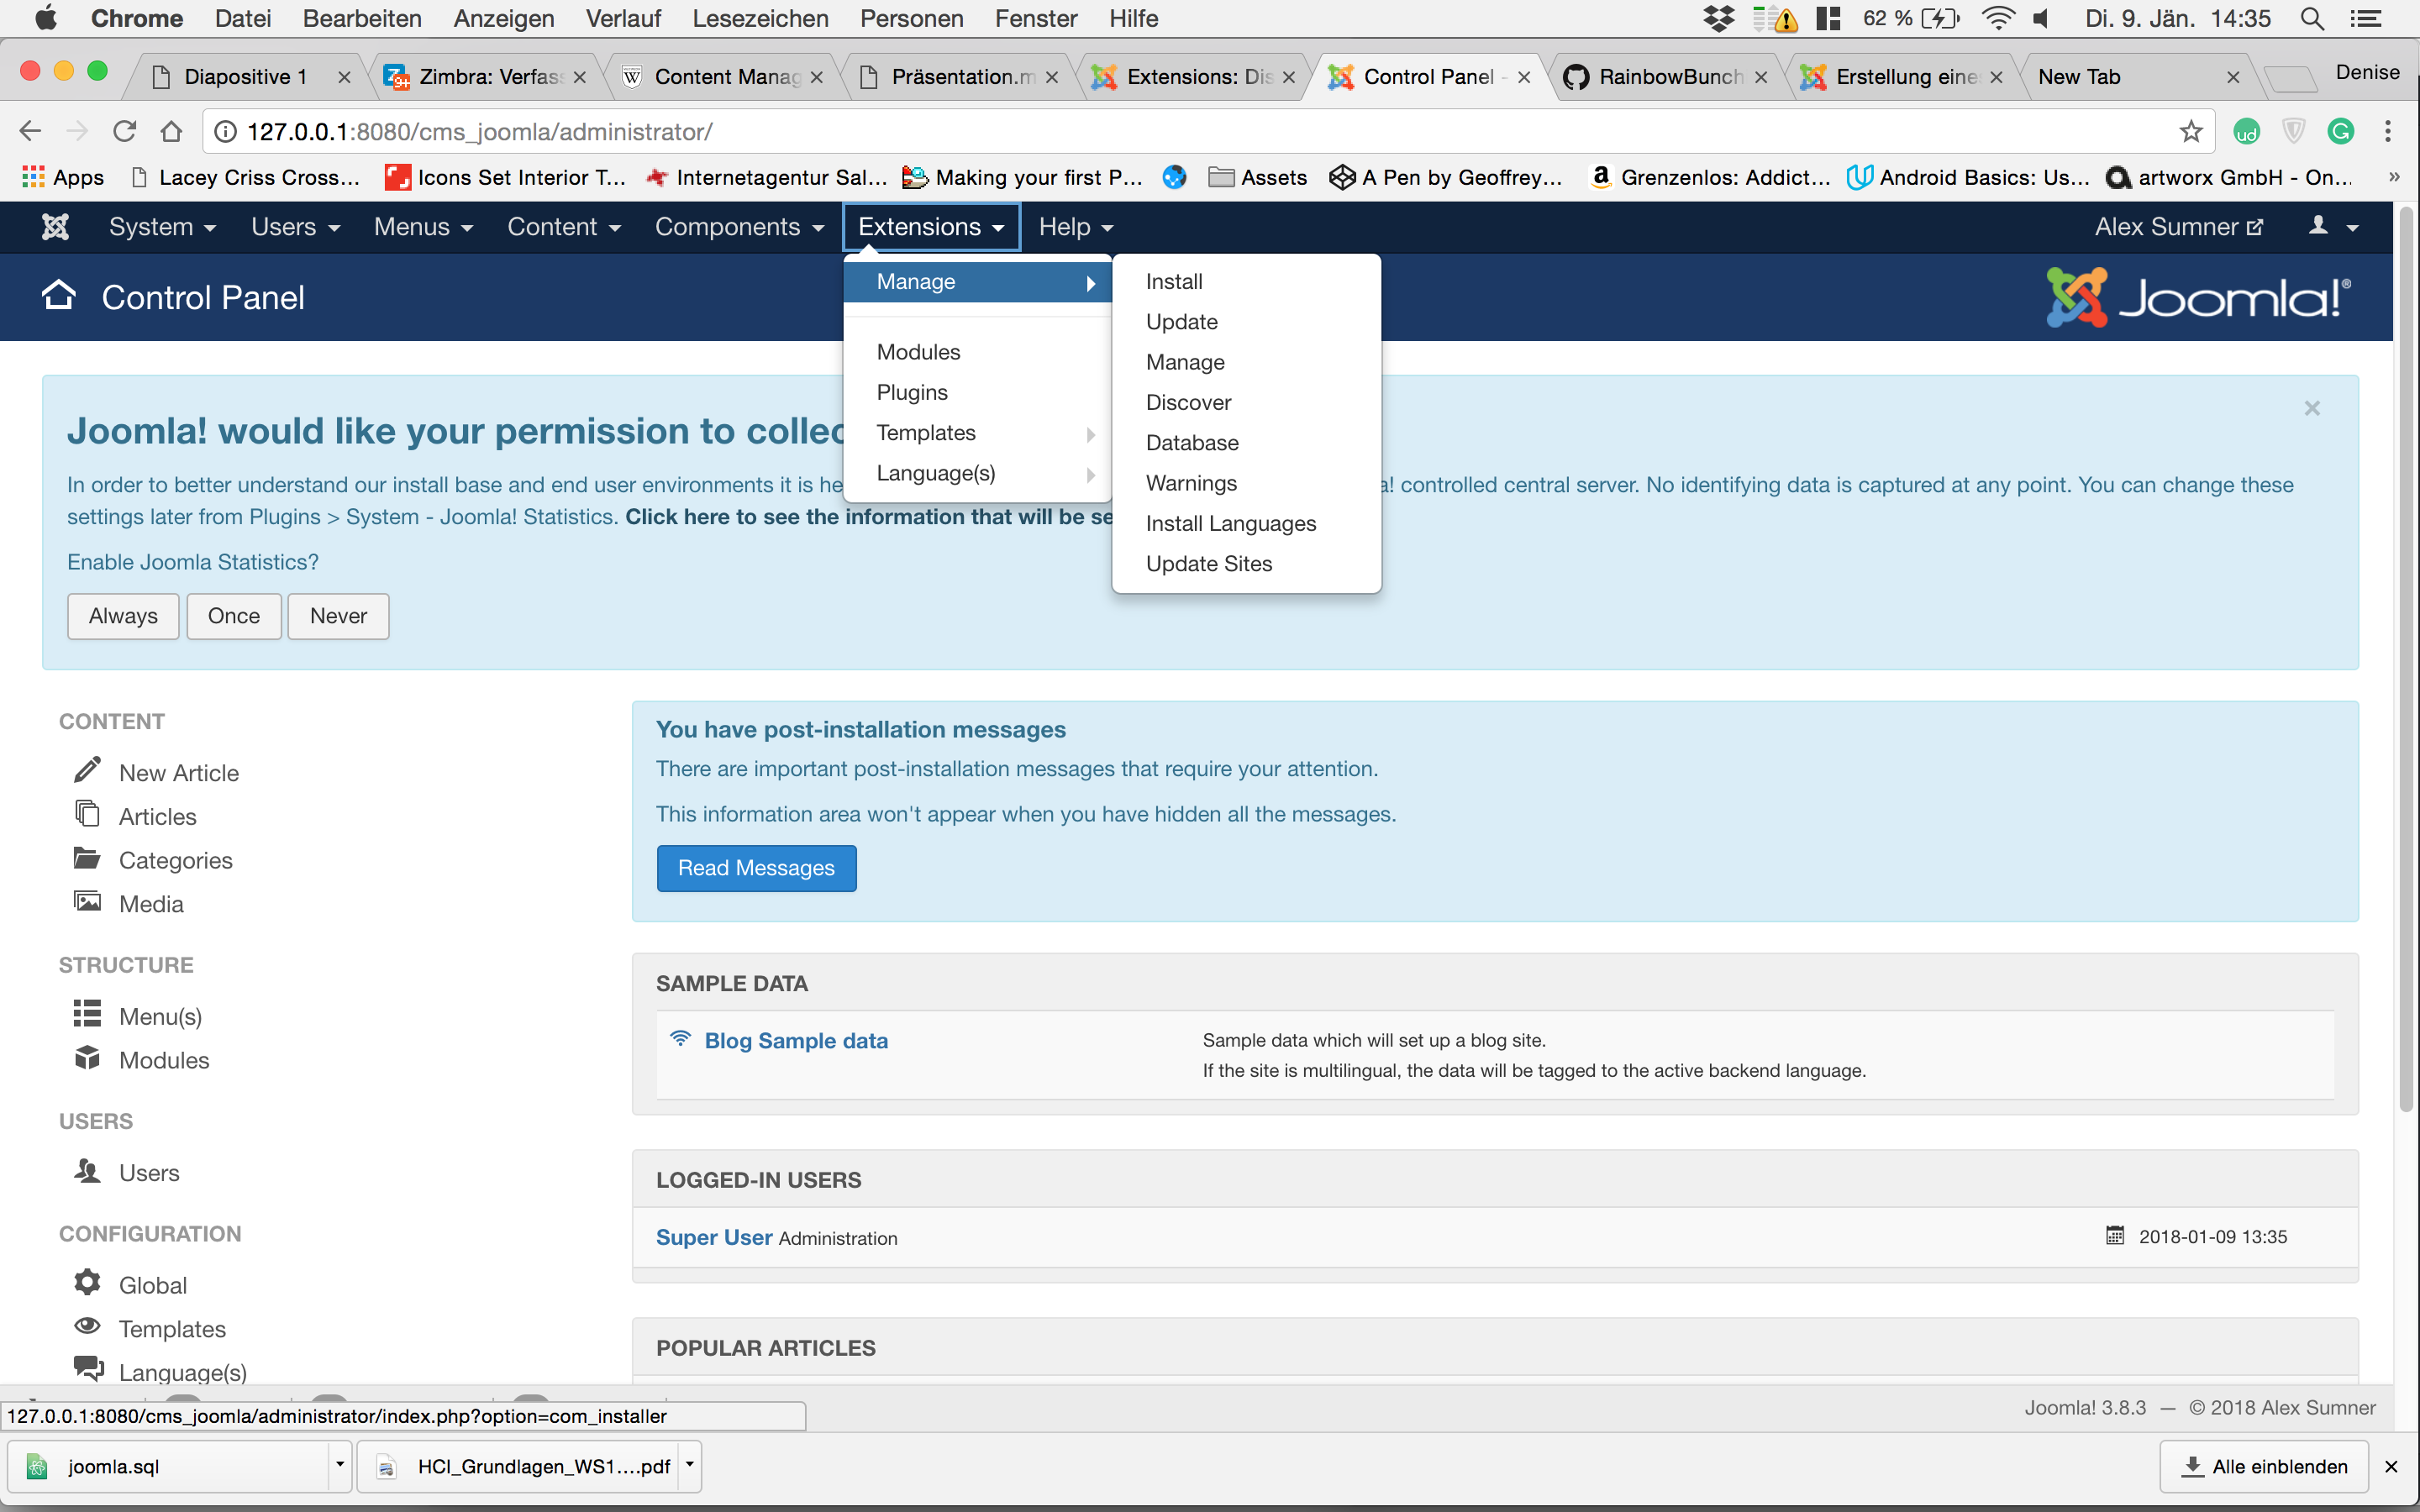 Chrome Datei Bearbeiten Anzeigen Verlauf Lesezeichen Personen Fenster Hilfe 62 % Di. 9. Jän. 14:35
Diapositive 1 Zimbra: Verfass Content Manag Präsentation.m Extensions: Dis Control Panel - RainbowBunch Erstellung eine New Tab Denise
127.0.0.1:8080/cms_joomla/administrator/
Apps Lacey Criss Cross... Icons Set Interior T... Internetagentur Sal... Making your first P... Assets A Pen by Geoffrey... Grenzenlos: Addict... Android Basics: Us... artworx GmbH - On... »
System Users Menus Content Components Extensions Help Alex Sumner
Control Panel
Joomla!®
Manage
Modules
Plugins
Templates
Language(s)
Install
Update
Manage
Discover
Database
Warnings
Install Languages
Update Sites
Joomla! would like your permission to collec
In order to better understand our install base and end user environments it is he a! controlled central server. No identifying data is captured at any point. You can change these
settings later from Plugins > System - Joomla! Statistics. Click here to see the information that will be se
Enable Joomla Statistics?
Always Once Never
CONTENT
New Article
Articles
Categories
Media
STRUCTURE
Menu(s)
Modules
USERS
Users
CONFIGURATION
Global
Templates
Language(s)
You have post-installation messages
There are important post-installation messages that require your attention.
This information area won't appear when you have hidden all the messages.
Read Messages
SAMPLE DATA
Blog Sample data
Sample data which will set up a blog site.
If the site is multilingual, the data will be tagged to the active backend language.
LOGGED-IN USERS
Super User Administration 2018-01-09 13:35
POPULAR ARTICLES
127.0.0.1:8080/cms_joomla/administrator/index.php?option=com_installer
Joomla! 3.8.3 — © 2018 Alex Sumner
joomla.sql HCI_Grundlagen_WS1....pdf Alle einblenden